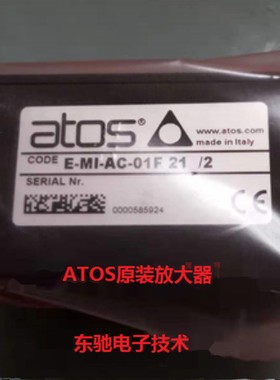 atos®
www.atos.com
made in Italy
CODE E-MI-AC-01F 21 /2
SERIAL Nr.
0000585924
CE
ATOS原装放大器
东驰电子技术